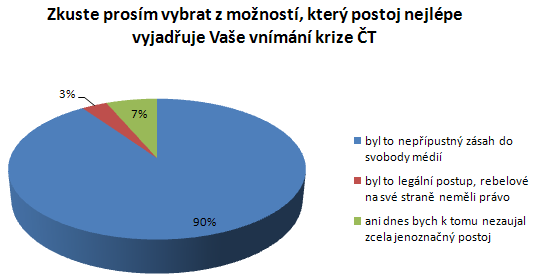 Zkuste prosím vybrat z možností, který postoj nejlépe
vyjadřuje Vaše vnímání krize ČT
3%
7%
90%
byl to nepřípustný zásah do
svobody médií
byl to legální postup, rebelové
na své straně neměli právo
ani dnes bych k tomu nezaujal
zcela jenoznačný postoj